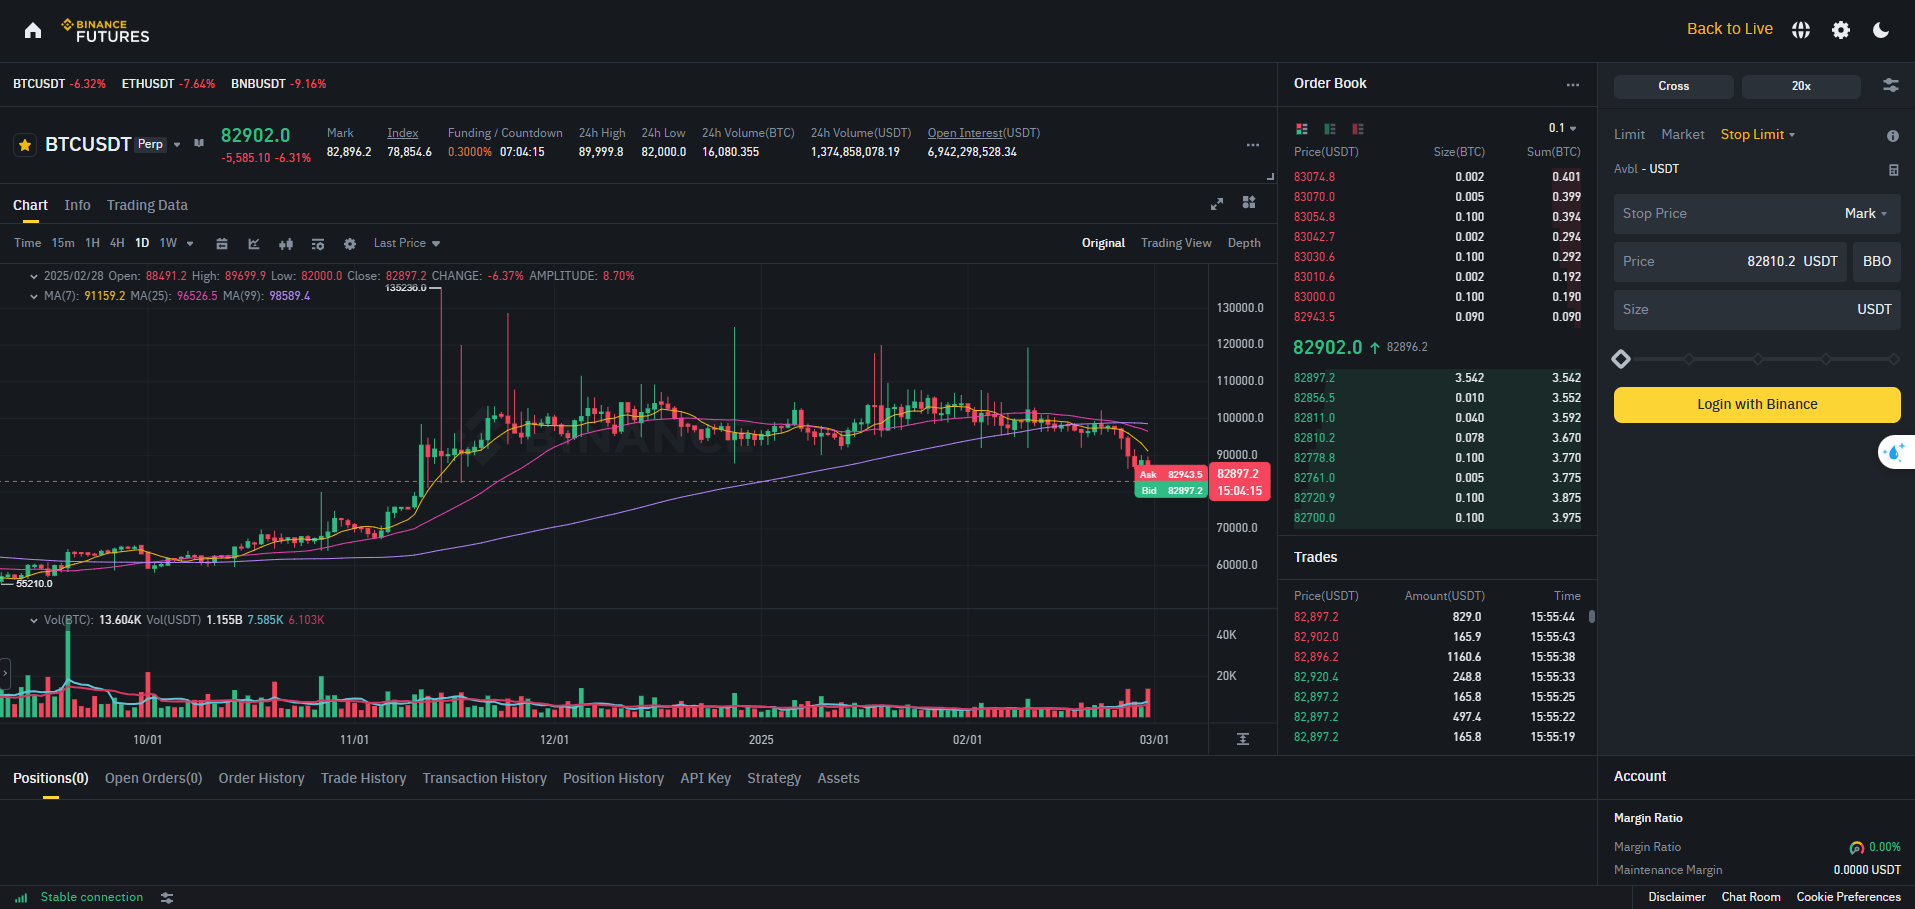 BINANCE
FUTURES
Back to Live
BTCUSDT -6.32% ETHUSDT -7.64% BNBUSDT -9.16%
BTCUSDT Perp
82902.0
-5,585.10 -6.31%
Mark
82,896.2
Index
78,854.6
Funding / Countdown
0.3000% 07:04:15
24h High
89,999.8
24h Low
82,000.0
24h Volume(BTC)
16,080.355
24h Volume(USDT)
1,374,858,078.19
Open Interest(USDT)
6,942,298,528.34
Chart Info Trading Data
Time 15m 1H 4H 1D 1W Last Price
Original Trading View Depth
2025/02/28 Open: 88491.2 High: 89699.9 Low: 82000.0 Close: 82897.2 CHANGE: -6.37% AMPLITUDE: 8.70%
MA(7): 91159.2 MA(25): 96526.5 MA(99): 98589.4
135236.0
55210.0
BINANCE
130000.0
120000.0
110000.0
100000.0
90000.0
70000.0
60000.0
Ask 82943.5
Bid 82897.2
82897.2
15:04:15
Vol(BTC): 13.604K Vol(USDT) 1.155B 7.585K 6.103K
40K
20K
10/01 11/01 12/01 2025 02/01 03/01
Order Book
0.1
Price(USDT) Size(BTC) Sum(BTC)
83074.8 0.002 0.401
83070.0 0.005 0.399
83054.8 0.100 0.394
83042.7 0.002 0.294
83030.6 0.100 0.292
83010.6 0.002 0.192
83000.0 0.100 0.190
82943.5 0.090 0.090
82902.0 82896.2
82897.2 3.542 3.542
82856.5 0.010 3.552
82811.0 0.040 3.592
82810.2 0.078 3.670
82778.8 0.100 3.770
82761.0 0.005 3.775
82720.9 0.100 3.875
82700.0 0.100 3.975
Trades
Price(USDT) Amount(USDT) Time
82,897.2 829.0 15:55:44
82,902.0 165.9 15:55:43
82,896.2 1160.6 15:55:38
82,920.4 248.8 15:55:33
82,897.2 165.8 15:55:25
82,897.2 497.4 15:55:22
82,897.2 165.8 15:55:19
Cross 20x
Limit Market Stop Limit
Avbl - USDT
Stop Price Mark
Price 82810.2 USDT BBO
Size USDT
Login with Binance
Positions(0) Open Orders(0) Order History Trade History Transaction History Position History API Key Strategy Assets
Account
Margin Ratio
Margin Ratio 0.00%
Maintenance Margin 0.0000 USDT
Stable connection
Disclaimer Chat Room Cookie Preferences